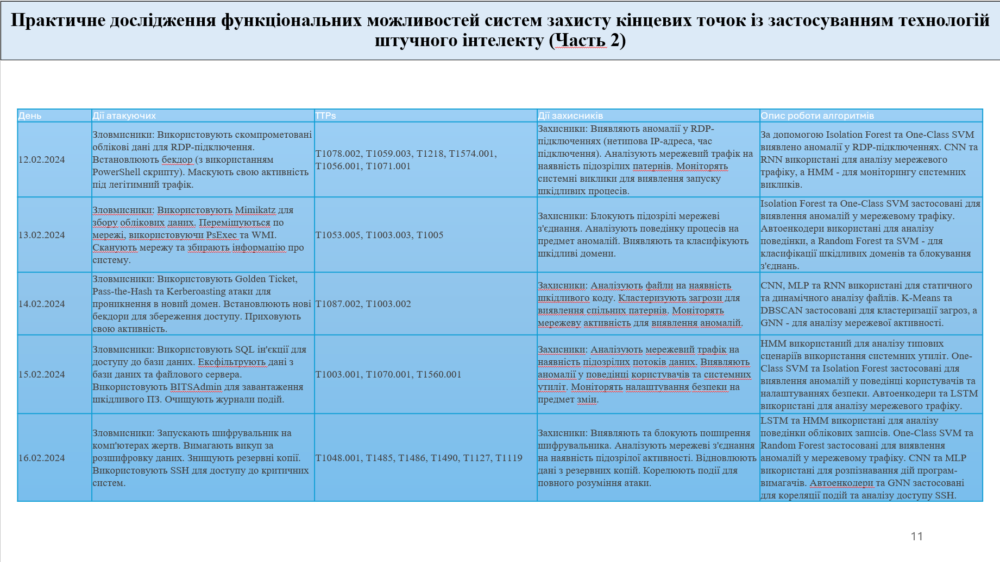 Практичне дослідження функціональних можливостей систем захисту кінцевих точок із застосуванням технологій
штучного інтелекту (Часть 2)
День
Дії атакуючих
TTPs
Дії захисників
Опис роботи алгоритмів
12.02.2024
Зловмисники: Використовують скомпрометовані
облікові дані для RDP-підключення.
Встановлюють бекдор (з використанням
PowerShell скрипту). Маскують свою активність
під легітимний трафік.
T1078.002, T1059.003, T1218, T1574.001,
T1056.001, T1071.001
Захисники: Виявляють аномалії у RDP-
підключеннях (нетипова IP-адреса, час
підключення). Аналізують мережевий трафік на
наявність підозрілих патернів. Моніторять
системні виклики для виявлення запуску
шкідливих процесів.
За допомогою Isolation Forest та One-Class SVM
виявлено аномалії у RDP-підключеннях. CNN та
RNN використані для аналізу мережевого
трафіку, а HMM - для моніторингу системних
викликів.
13.02.2024
Зловмисники: Використовують Mimikatz для
збору облікових даних. Переміщуються по
мережі, використовуючи PsExec та WMI.
Сканують мережу та збирають інформацію про
систему.
T1053.005, T1003.003, T1005
Захисники: Блокують підозрілі мережеві
з'єднання. Аналізують поведінку процесів на
предмет аномалій. Виявляють та класифікують
шкідливі домени.
Isolation Forest та One-Class SVM застосовані для
виявлення аномалій у мережевому трафіку.
Автоенкодери використані для аналізу
поведінки, а Random Forest та SVM - для
класифікації шкідливих доменів та блокування
з'єднань.
14.02.2024
Зловмисники: Використовують Golden Ticket,
Pass-the-Hash та Kerberoasting атаки для
проникнення в новий домен. Встановлюють нові
бекдори для збереження доступу. Приховують
свою активність.
T1087.002, T1003.002
Захисники: Аналізують файли на наявність
шкідливого коду. Кластеризують загрози для
виявлення спільних патернів. Моніторять
мережеву активність для виявлення аномалій.
CNN, MLP та RNN використані для статичного
та динамічного аналізу файлів. K-Means та
DBSCAN застосовані для кластеризації загроз, а
GNN - для аналізу мережевої активності.
15.02.2024
Зловмисники: Використовують SQL ін'єкції для
доступу до бази даних. Ексфільтрують дані з
бази даних та файлового сервера.
Використовують BITSAdmin для завантаження
шкідливого ПЗ. Очищують журнали подій.
T1003.001, T1070.001, T1560.001
Захисники: Аналізують мережевий трафік на
наявність підозрілих потоків даних. Виявляють
аномалії у поведінці користувачів та системних
утиліт. Моніторять налаштування безпеки на
предмет змін.
HMM використаний для аналізу типових
сценаріїв використання системних утиліт. One-
Class SVM та Isolation Forest застосовані для
виявлення аномалій у поведінці користувачів та
налаштуваннях безпеки. Автоенкодери та LSTM
використані для аналізу мережевого трафіку.
16.02.2024
Зловмисники: Запускають шифрувальник на
комп'ютерах жертв. Вимагають викуп за
розшифровку даних. Знищують резервні копії.
Використовують SSH для доступу до критичних
систем.
T1048.001, T1485, T1486, T1490, T1127, T1119
Захисники: Виявляють та блокують поширення
шифрувальника. Аналізують мережеві з'єднання
на наявність підозрілої активності. Відновлюють
дані з резервних копій. Корелюють події для
повного розуміння атаки.
LSTM та HMM використані для аналізу
поведінки облікових записів. One-Class SVM та
Random Forest застосовані для виявлення
аномалій у мережевому трафіку. CNN та MLP
використані для розпізнавання дій програм-
вимагачів. Автоенкодери та GNN застосовані
для кореляції подій та аналізу доступу SSH.
11